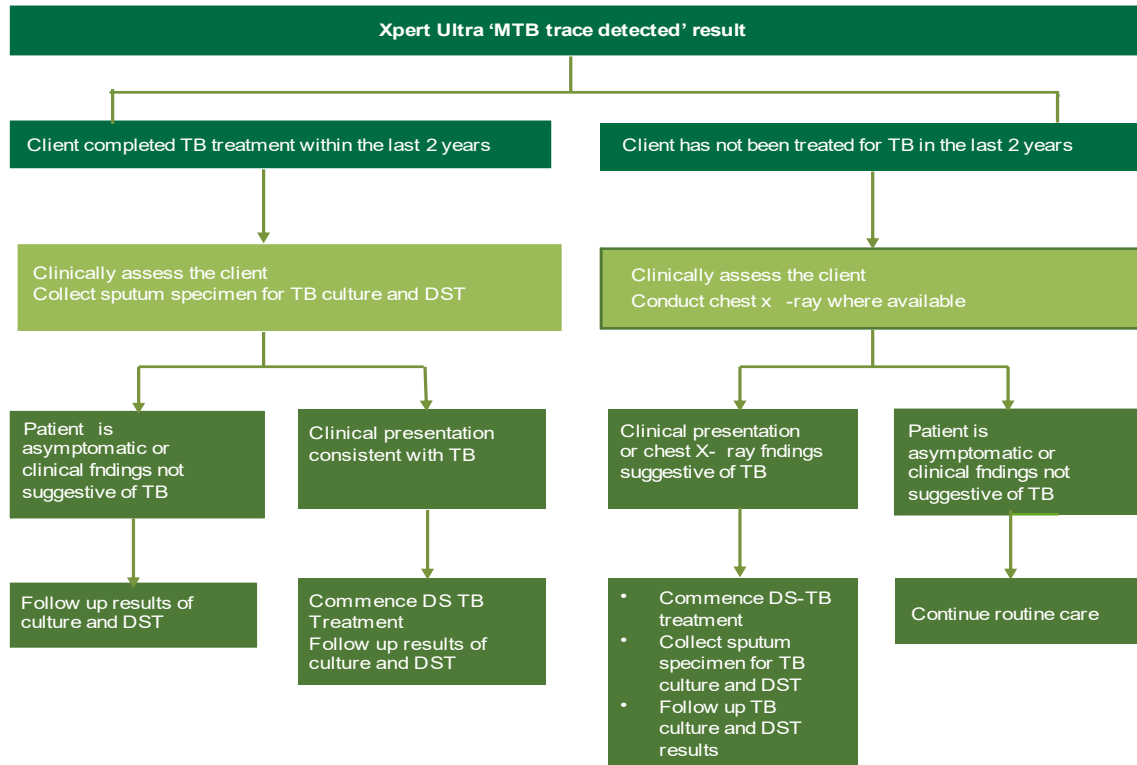 Xpert Ultra ‘MTB trace detected’ result
Client completed TB treatment within the last 2 years
Client has not been treated for TB in the last 2 years
Clinically assess the client
Collect sputum specimen for TB culture and DST
Clinically assess the client
Conduct chest x -ray where available
Patient is
asymptomatic or
clinical fndings not
suggestive of TB
Clinical presentation
consistent with TB
Clinical presentation
or chest X- ray fndings
suggestive of TB
Patient is
asymptomatic or
clinical fndings not
suggestive of TB
Follow up results of
culture and DST
Commence DS TB
Treatment
Follow up results of
culture and DST
• Commence DS-TB
treatment
• Collect sputum
specimen for TB
culture and DST
• Follow up TB
culture and DST
results
Continue routine care